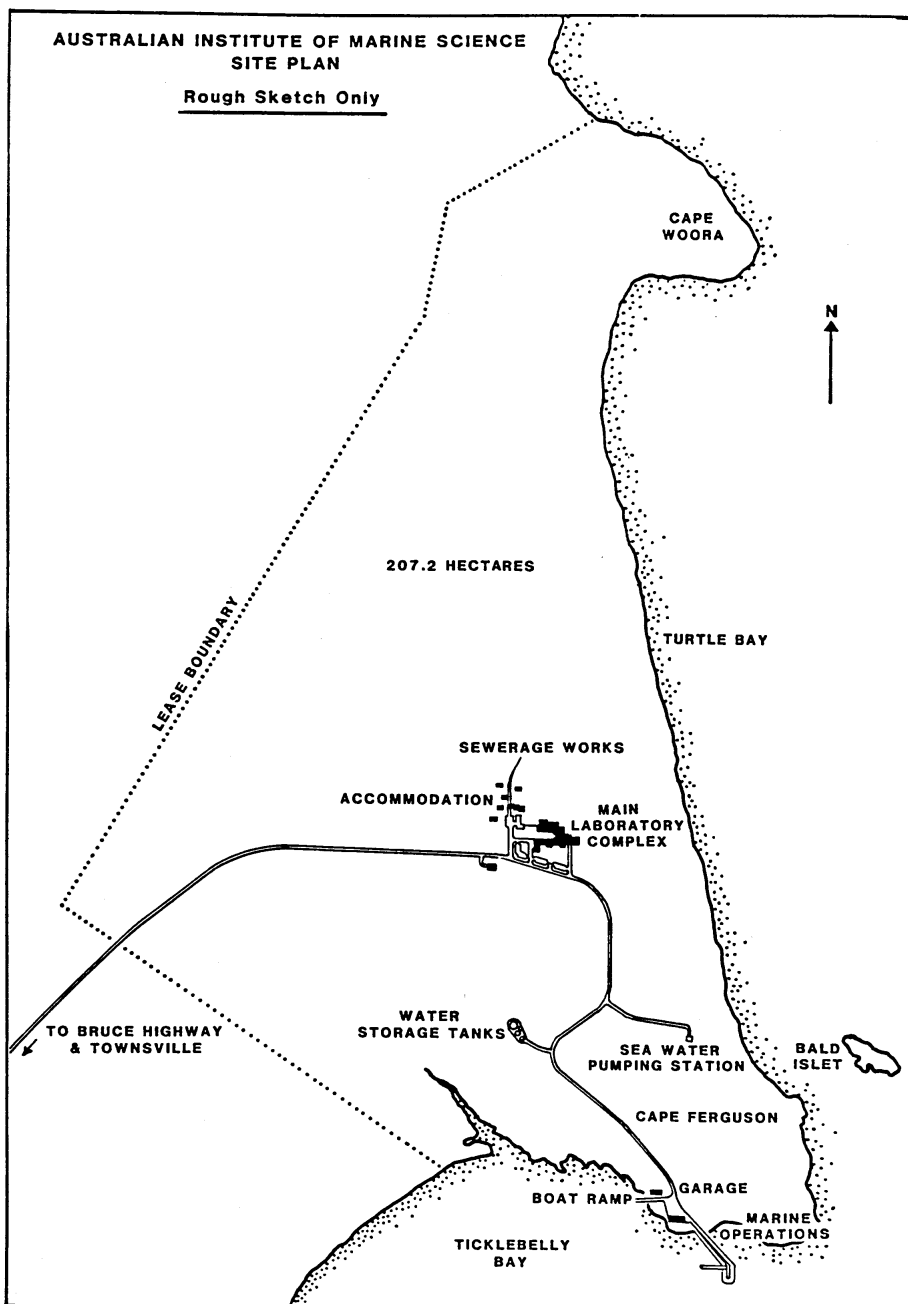 AUSTRALIAN INSTITUTE OF MARINE SCIENCE
SITE PLAN
Rough Sketch Only
CAPE
WOORA
N
207.2 HECTARES
LEASE BOUNDARY
TURTLE BAY
SEWERAGE WORKS
ACCOMMODATION
MAIN
LABORATORY
COMPLEX
WATER
STORAGE TANKS
TO BRUCE HIGHWAY
& TOWNSVILLE
SEA WATER
PUMPING STATION
BALD
ISLET
CAPE FERGUSON
GARAGE
BOAT RAMP
MARINE
OPERATIONS
TICKLEBELLY
BAY